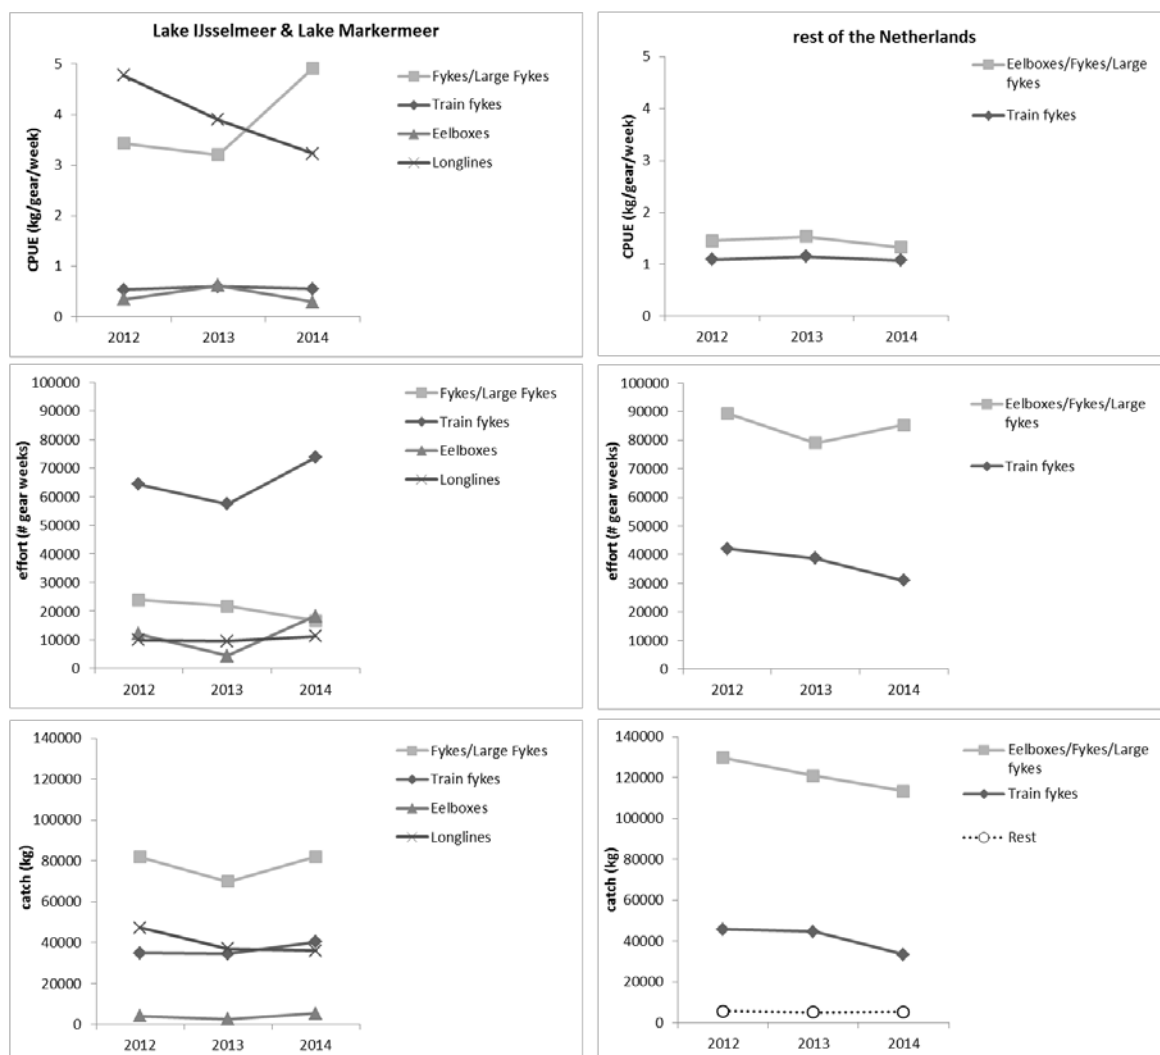 Lake IJsselmeer & Lake Markermeer
CPUE (kg/gear/week)
5
4
3
2
1
0
2012 2013 2014
Fykes/Large Fykes
Train fykes
Eelboxes
Longlines
rest of the Netherlands
CPUE (kg/gear/week)
5
4
3
2
1
0
2012 2013 2014
Eelboxes/Fykes/Large
fykes
Train fykes
effort (# gear weeks)
100000
90000
80000
70000
60000
50000
40000
30000
20000
10000
0
2012 2013 2014
Fykes/Large Fykes
Train fykes
Eelboxes
Longlines
effort (# gear weeks)
100000
90000
80000
70000
60000
50000
40000
30000
20000
10000
0
2012 2013 2014
Eelboxes/Fykes/Large
fykes
Train fykes
catch (kg)
140000
120000
100000
80000
60000
40000
20000
0
2012 2013 2014
Fykes/Large Fykes
Train fykes
Eelboxes
Longlines
catch (kg)
140000
120000
100000
80000
60000
40000
20000
0
2012 2013 2014
Eelboxes/Fykes/Large
fykes
Train fykes
Rest